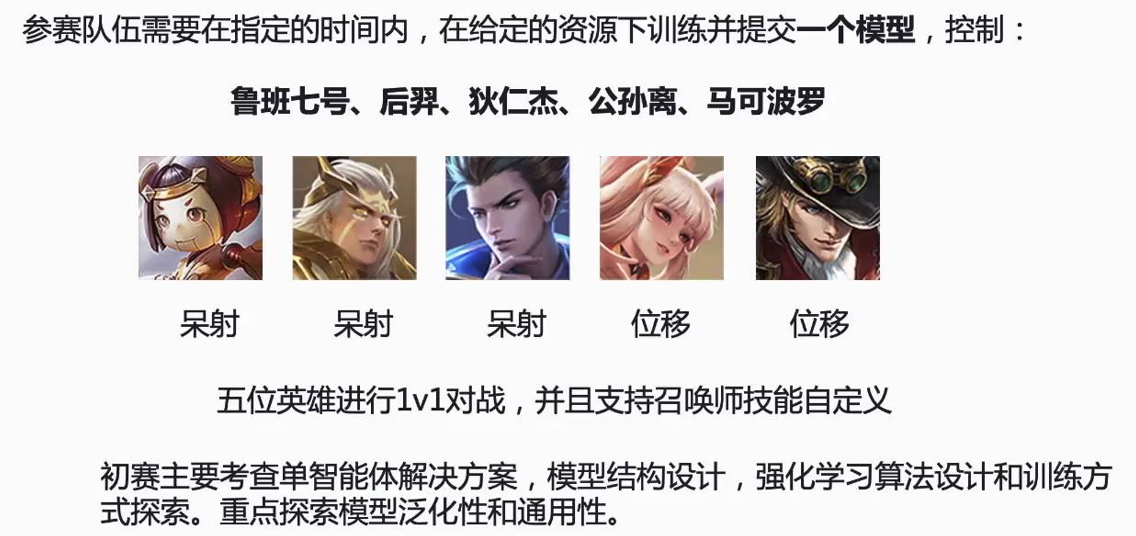 参赛队伍需要在指定的时间内，在给定的资源下训练并提交一个模型，控制：
鲁班七号、后羿、狄仁杰、公孙离、马可波罗
呆射 呆射 呆射 位移 位移
五位英雄进行1v1对战，并且支持召唤师技能自定义
初赛主要考查单智能体解决方案，模型结构设计，强化学习算法设计和训练方
式探索。重点探索模型泛化性和通用性。